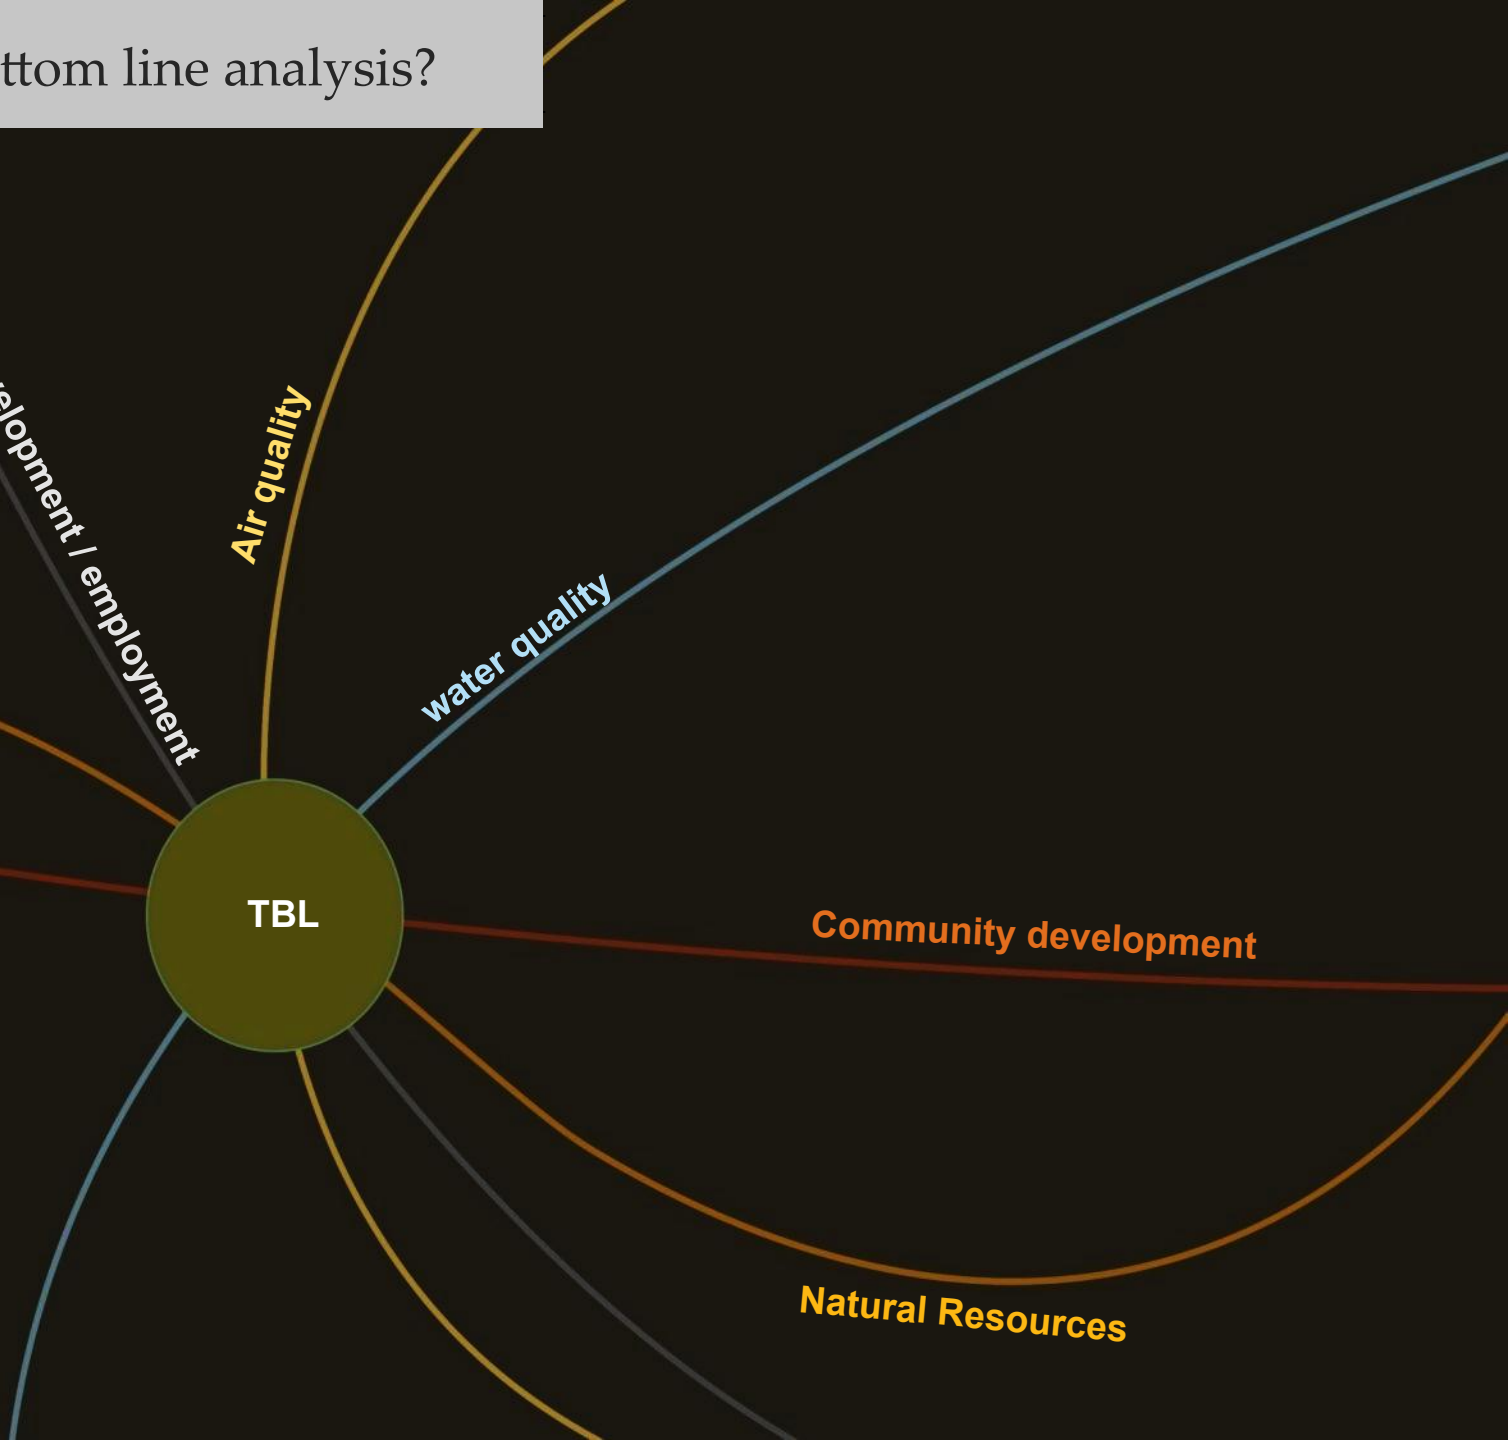 ttom line analysis?
Air quality
elopment / employment
water quality
TBL
Community development
Natural Resources